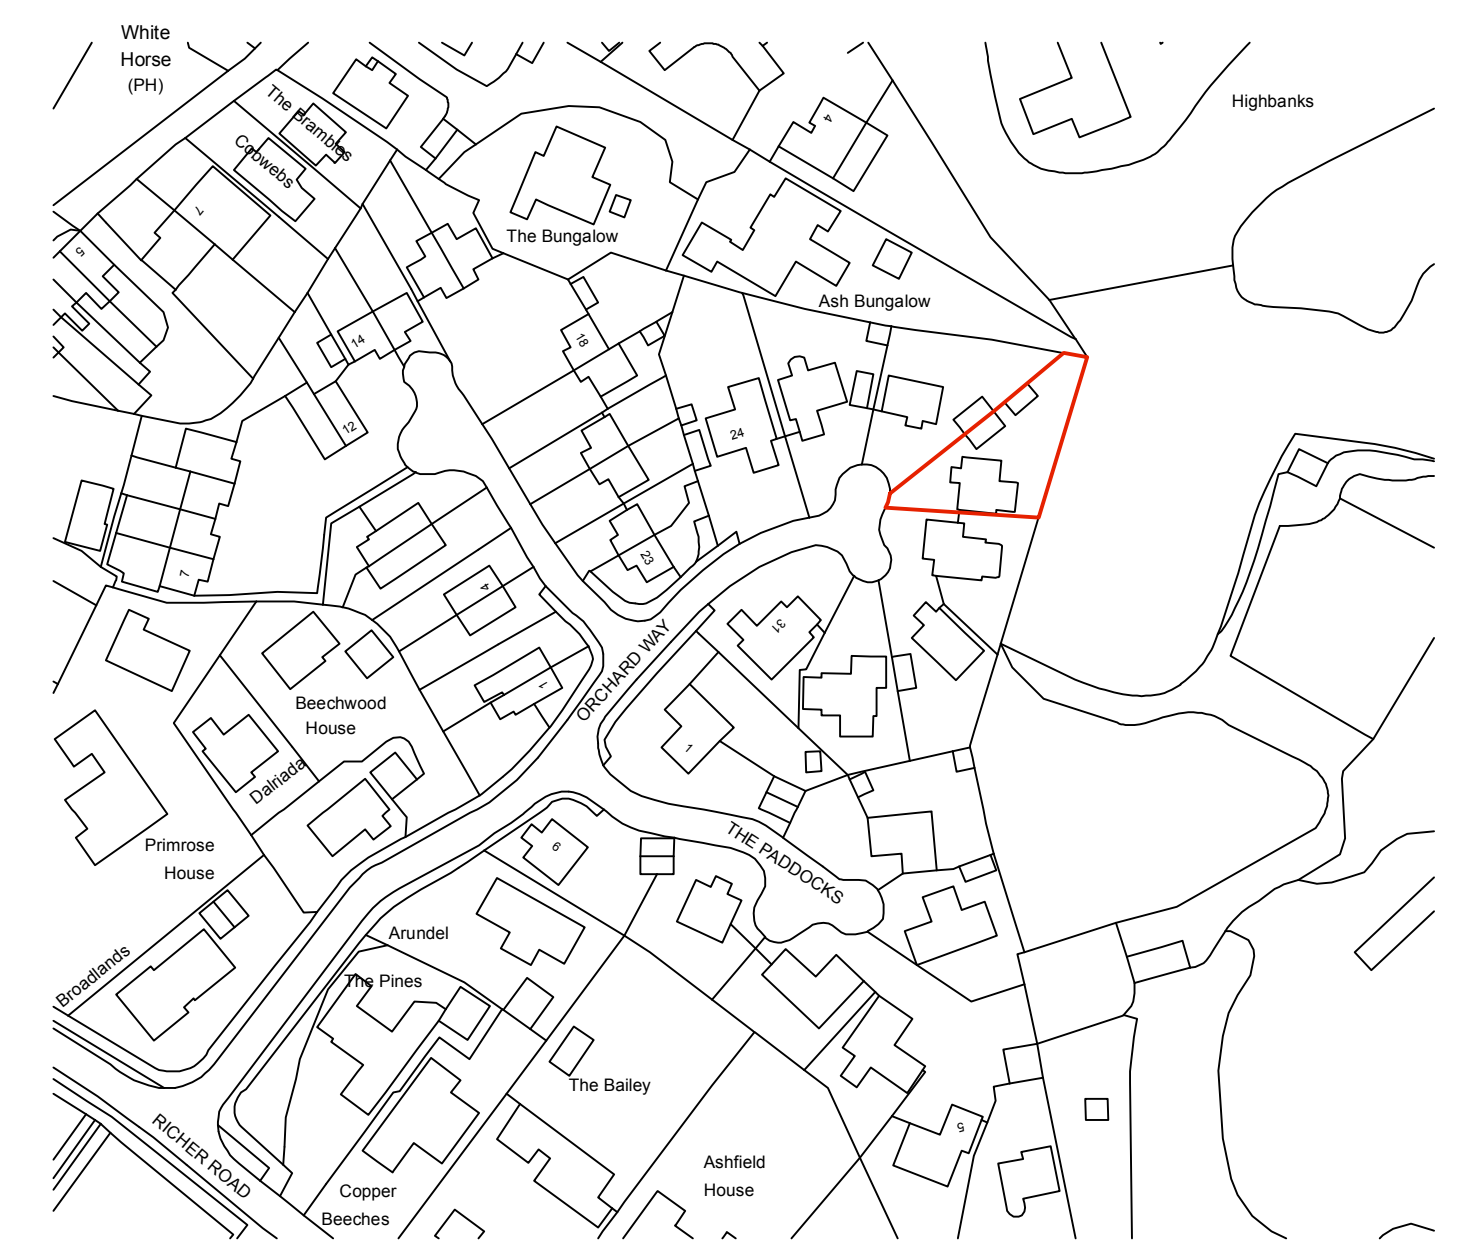 White
Horse
(PH)
Highbanks
The Brambles
4
Cobwebs
7
The Bungalow
5
Ash Bungalow
14
18
12
24
23
7
4
31
ORCHARD WAY
1
Beechwood
House
1
Dalriada
THE PADDOCKS
Primrose
House
9
Arundel
Broadlands
The Pines
The Bailey
RICHER ROAD
5
Ashfield
House
Copper
Beeches